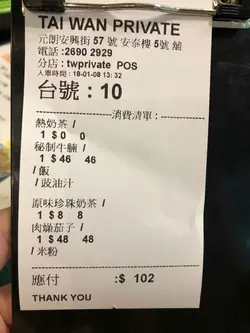 TAI WAN PRIVATE
元朗安興街 57 號 安泰樓 5號 舖
電話 :2690 2929
分店 : twprivate POS
入票時間 : 18-01-08 13:32
台號 : 10
消費清單 :
熱奶茶 /
1 $ 0 0
秘制牛腩 /
1 $ 46 46
/ 飯
/ 豉油汁
原味珍珠奶茶 /
1 $ 8 8
肉燥茄子 /
1 $ 48 48
/ 米粉
應付 :$ 102
THANK YOU